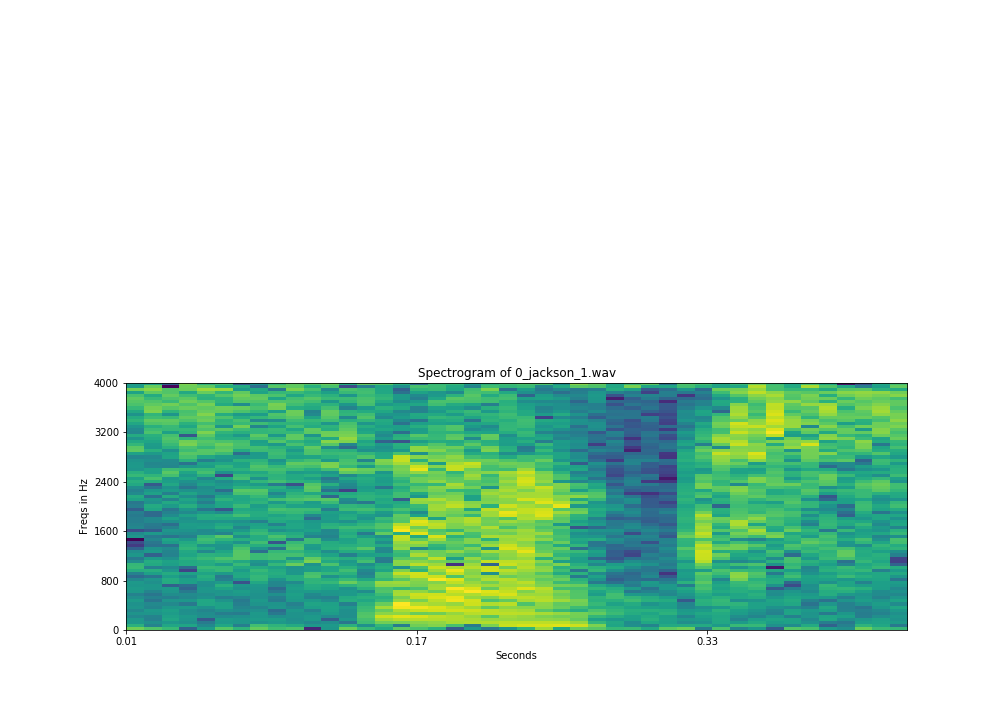 Spectrogram of 0_jackson_1.wav
4000
3200
2400
1600
800
0
Freqs in Hz
0.01 0.17 0.33
Seconds